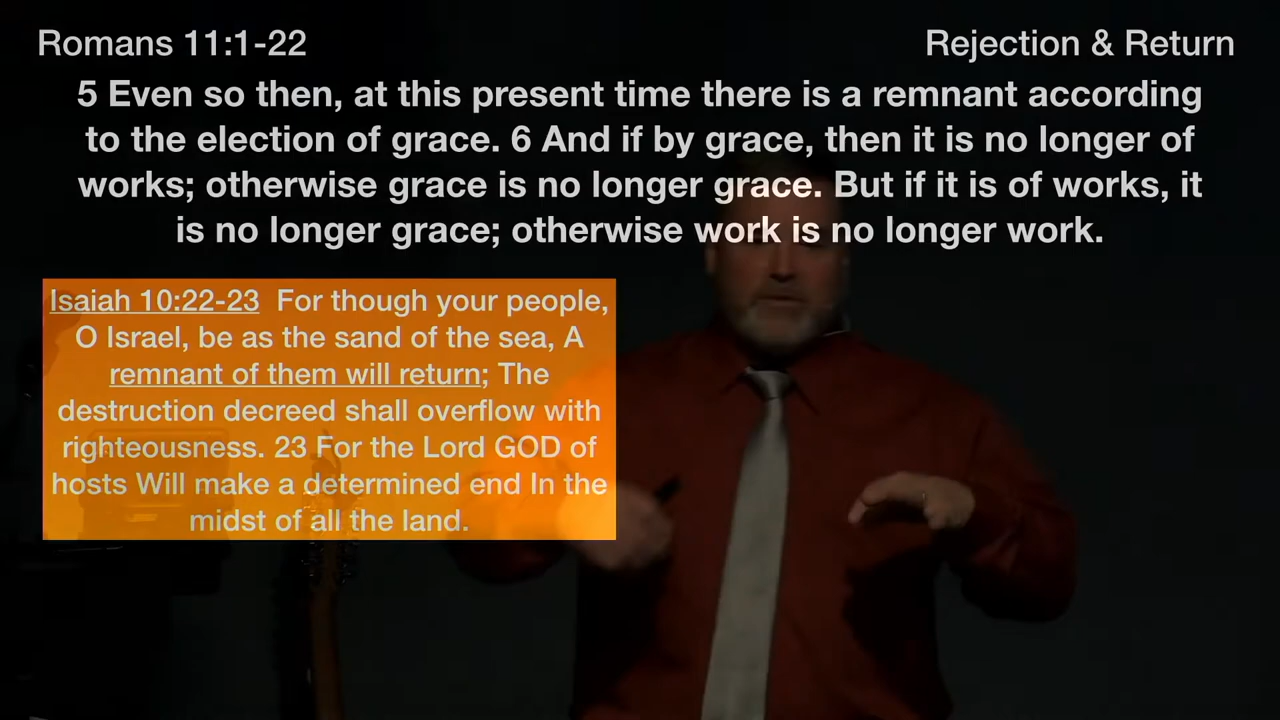 Romans 11:1-22
Rejection & Return
5 Even so then, at this present time there is a remnant according
to the election of grace. 6 And if by grace, then it is no longer of
works; otherwise grace is no longer grace. But if it is of works, it
is no longer grace; otherwise work is no longer work.
Isaiah 10:22-23 For though your people,
O Israel, be as the sand of the sea, A
remnant of them will return; The
destruction decreed shall overflow with
righteousness. 23 For the Lord GOD of
hosts Will make a determined end In the
midst of all the land.